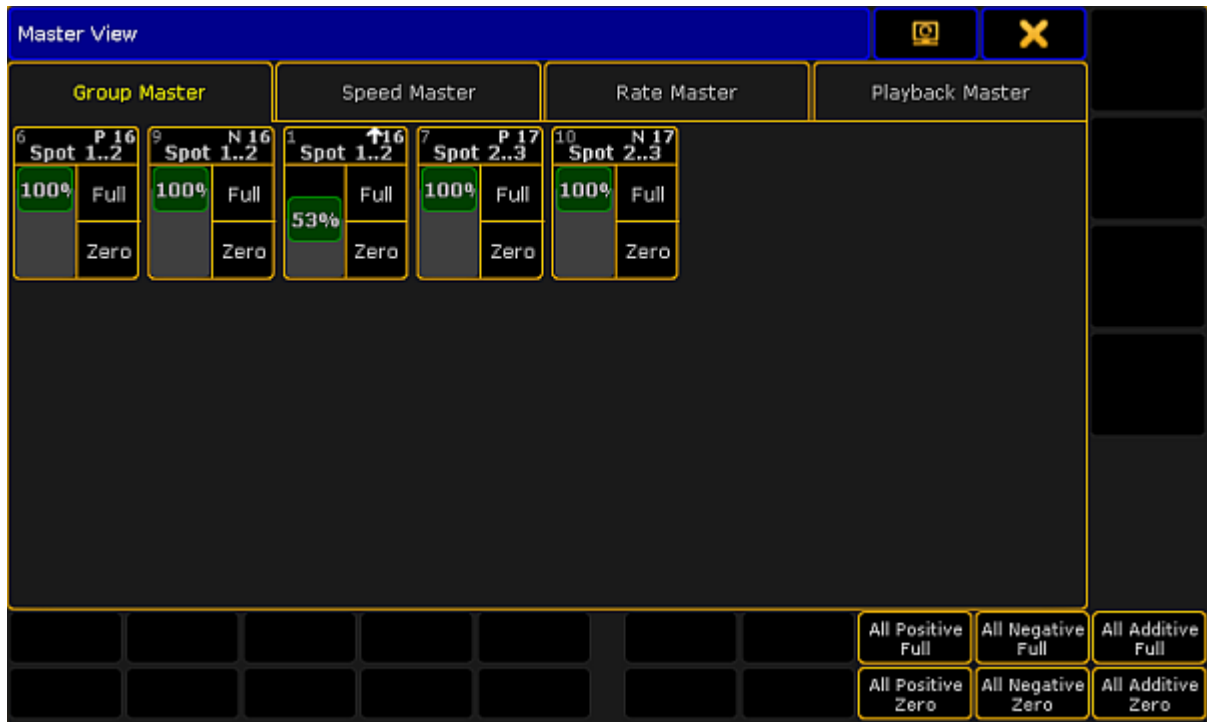 Master View
Group Master
Speed Master
Rate Master
Playback Master
6 P 16
Spot 1..2
100%
Full
Zero
9 N 16
Spot 1..2
100%
Full
Zero
1 ↑16
Spot 1..2
53%
Full
Zero
7 P 17
Spot 2..3
100%
Full
Zero
10 N 17
Spot 2..3
100%
Full
Zero
All Positive
Full
All Negative
Full
All Additive
Full
All Positive
Zero
All Negative
Zero
All Additive
Zero